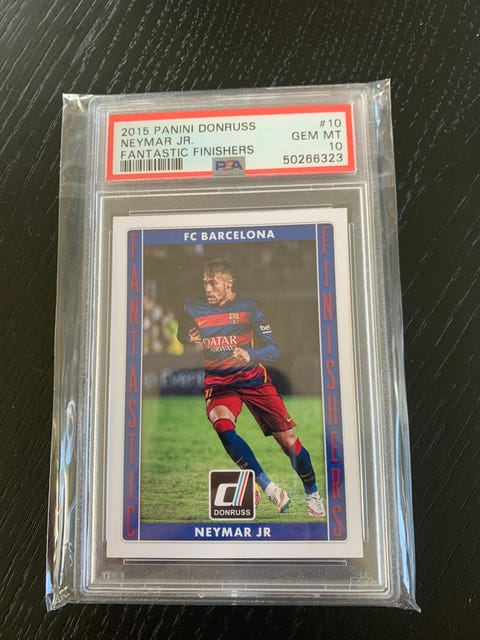 2015 PANINI DONRUSS #10
NEYMAR JR. GEM MT
FANTASTIC FINISHERS 10
PSA 50266323
FC BARCELONA
FANTASTIC
FINISHERS
QATAR
AIRWAYS
d
DONRUSS
NEYMAR JR